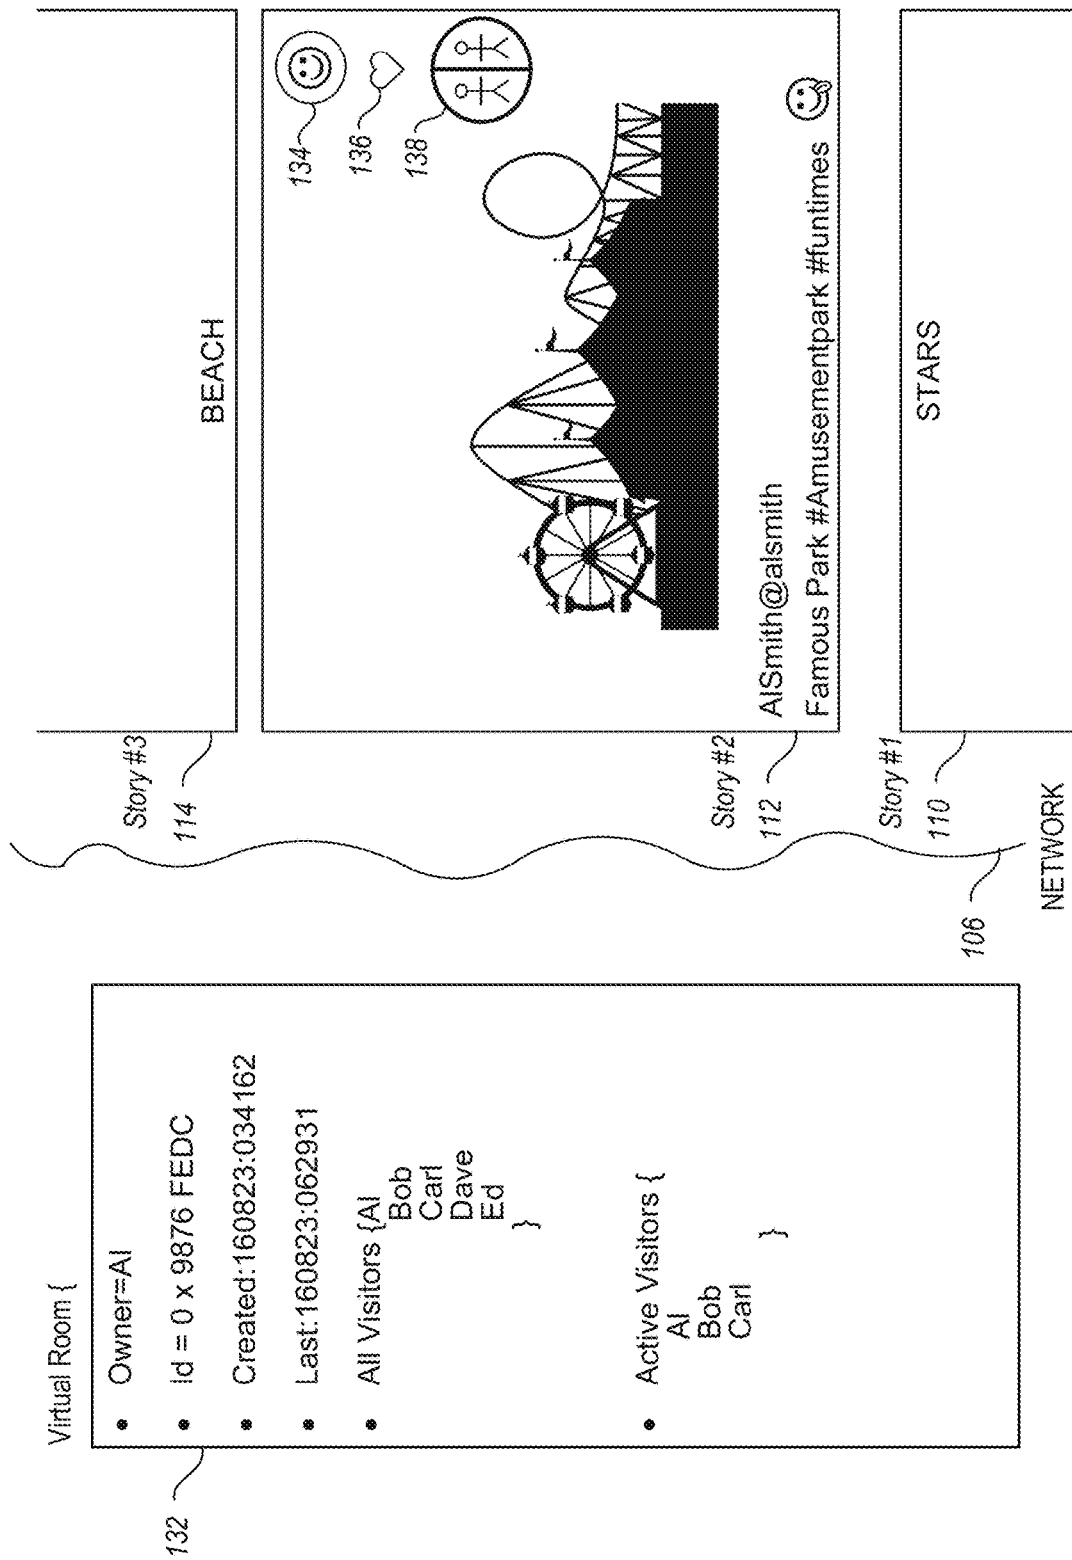 Virtual Room {
132
• Owner=Al
• Id = 0 x 9876 FEDC
• Created:160823:034162
• Last:160823:062931
• All Visitors {Al
Bob
Carl
Dave
Ed
}
• Active Visitors {
Al
Bob
Carl
}
106
NETWORK
Story #3
114
BEACH
134
136
138
AlSmith@alsmith
Famous Park #Amusementpark #funtimes
Story #2
112
Story #1
110
STARS